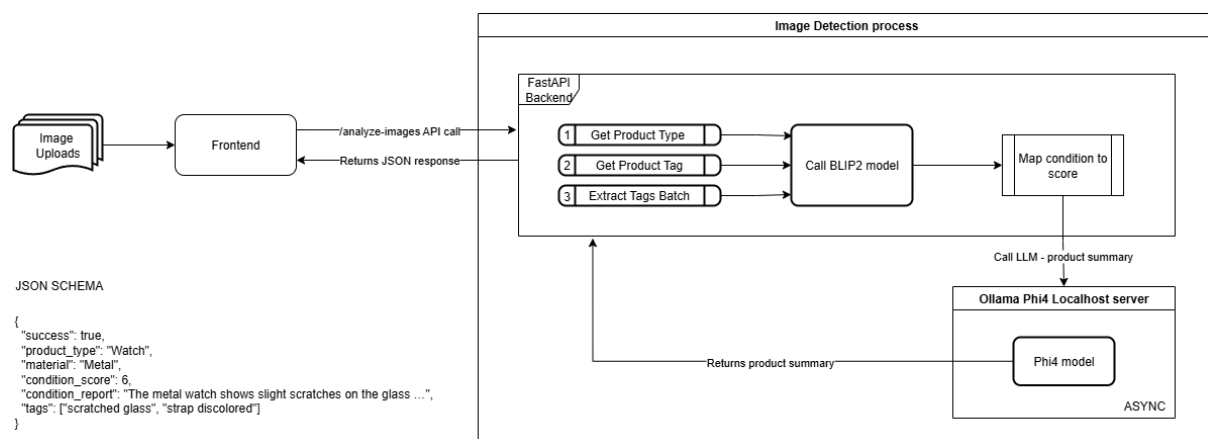 Image Detection process
FastAPI
Backend
Image
Uploads
Frontend
/analyze-images API call
Returns JSON response
1 Get Product Type
2 Get Product Tag
3 Extract Tags Batch
Call BLIP2 model
Map condition to
score
Call LLM - product summary
Ollama Phi4 Localhost server
Phi4 model
ASYNC
Returns product summary
JSON SCHEMA
{
"success": true,
"product_type": "Watch",
"material": "Metal",
"condition_score": 6,
"condition_report": "The metal watch shows slight scratches on the glass ...",
"tags": ["scratched glass", "strap discolored"]
}